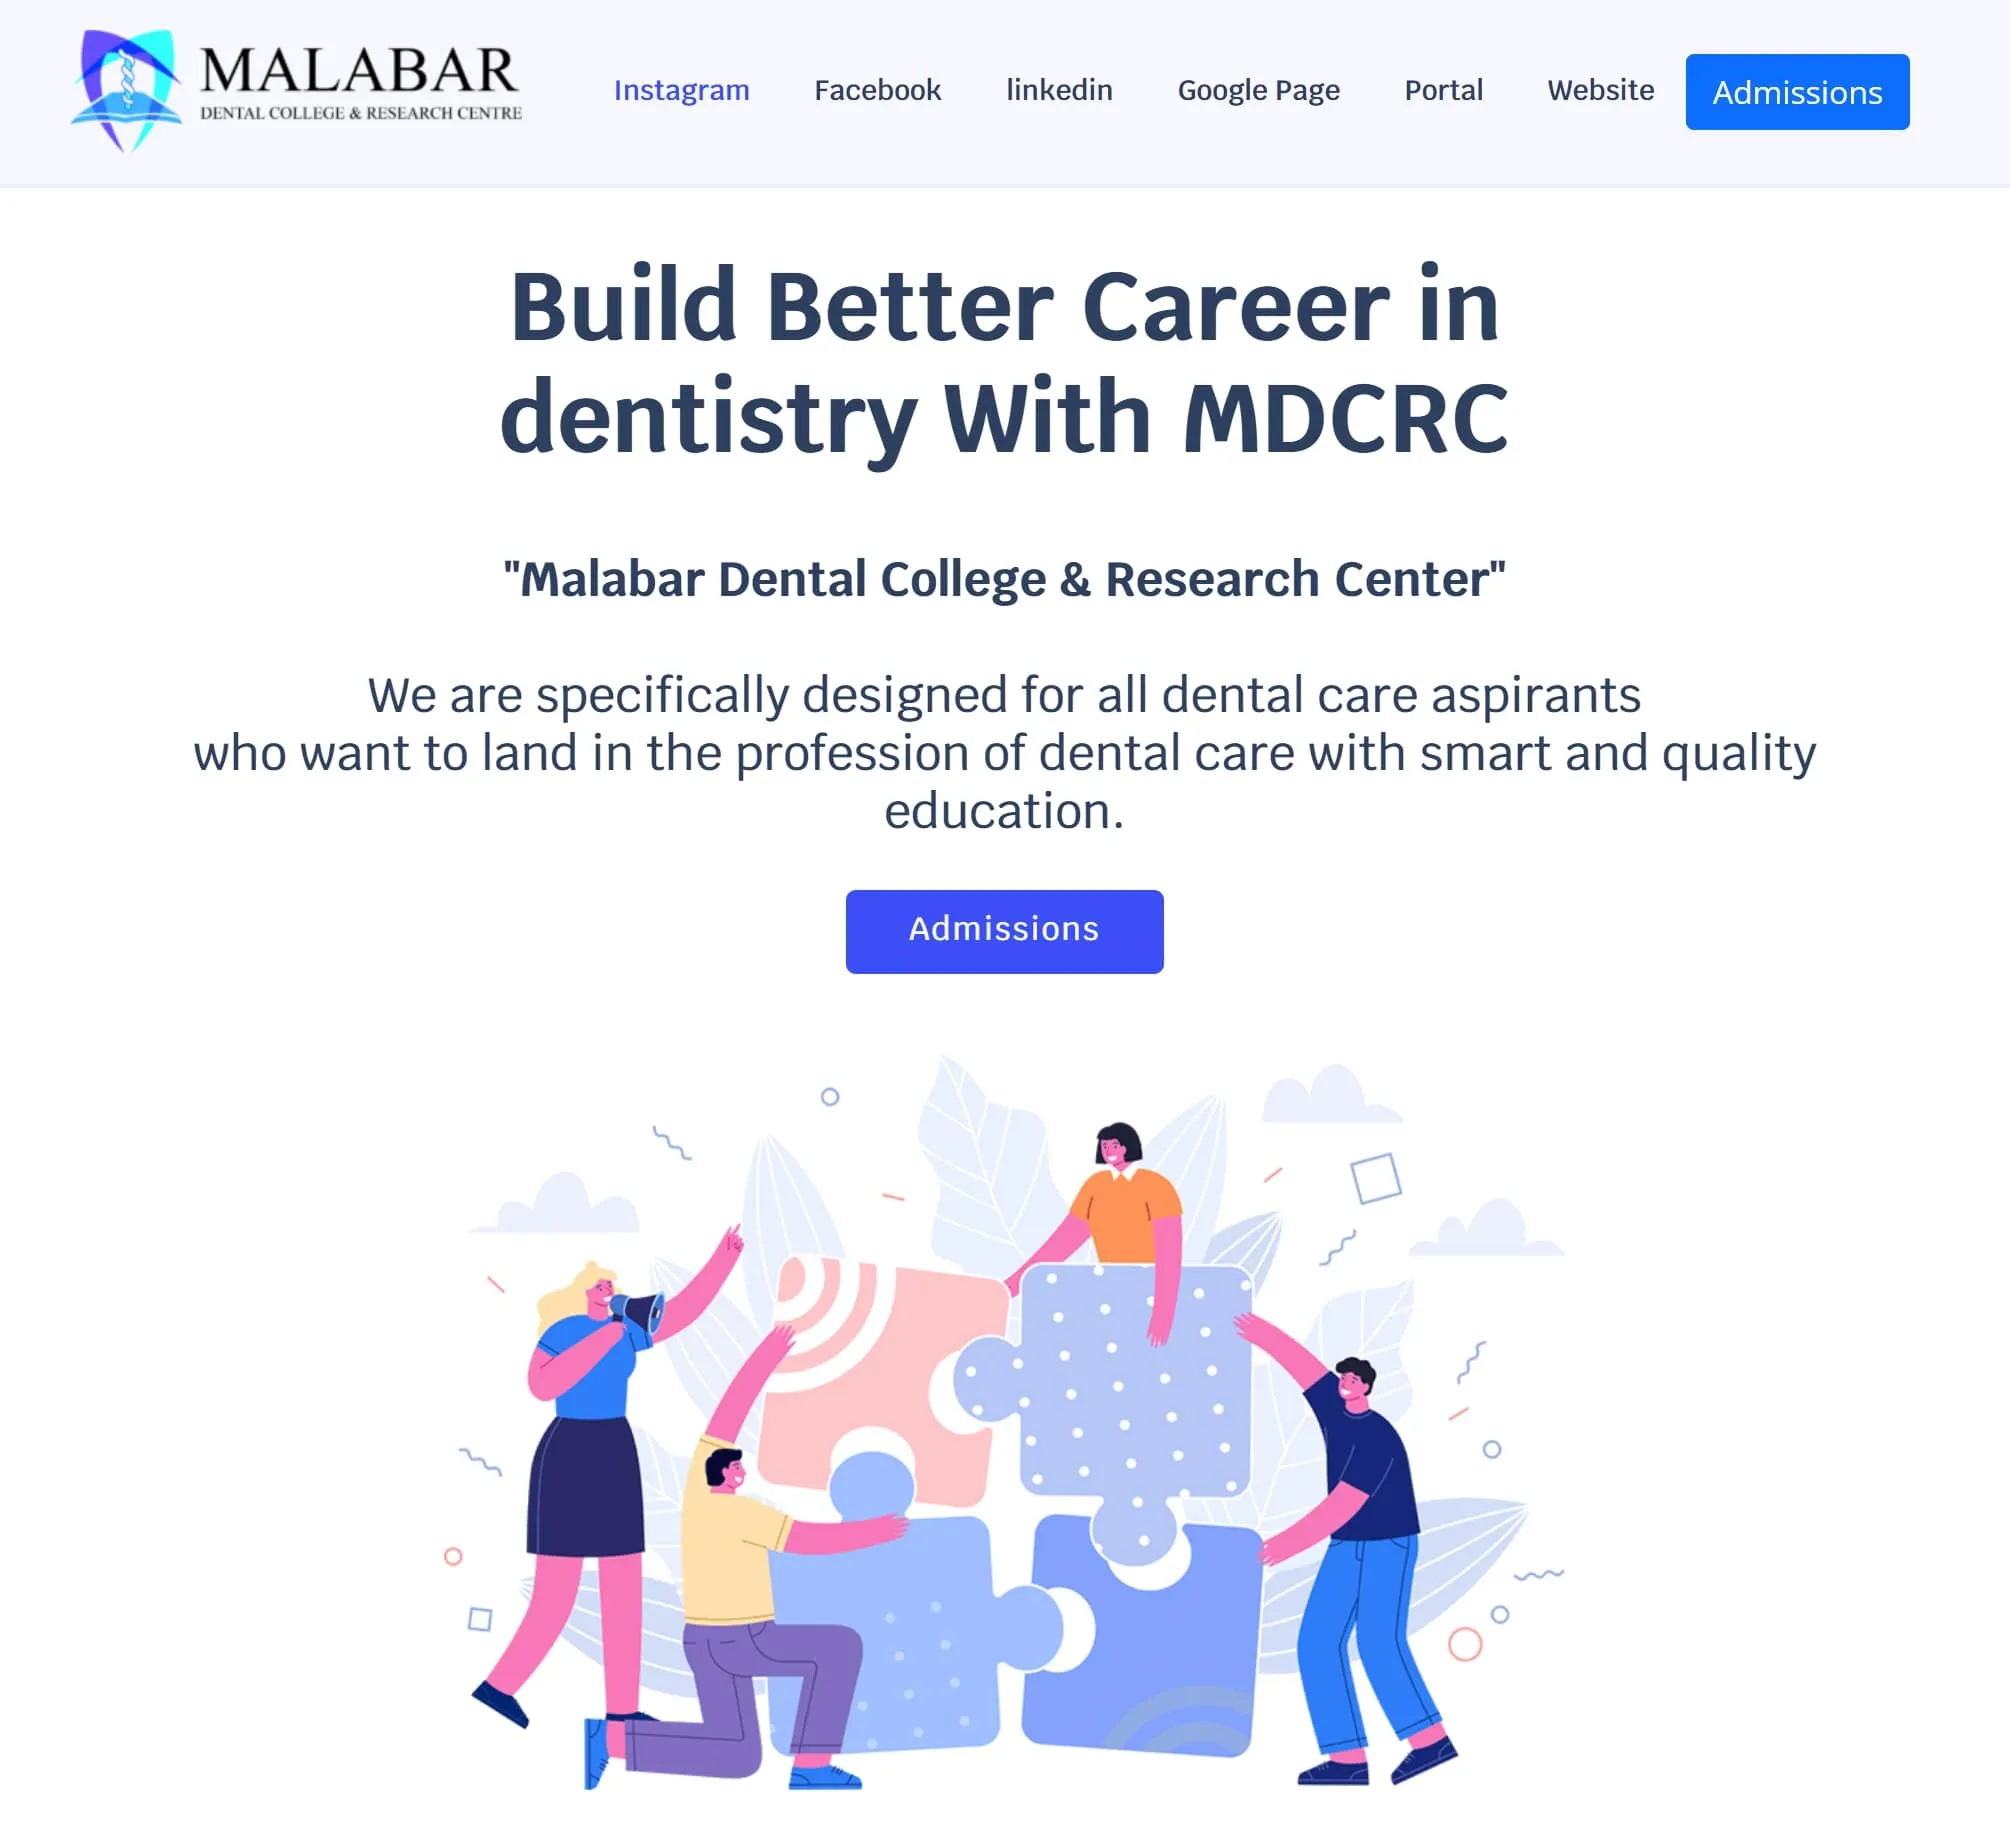 MALABAR
DENTAL COLLEGE & RESEARCH CENTRE
Instagram
Facebook
linkedin
Google Page
Portal
Website
Admissions
Build Better Career in
dentistry With MDCRC
"Malabar Dental College & Research Center"
We are specifically designed for all dental care aspirants
who want to land in the profession of dental care with smart and quality
education.
Admissions